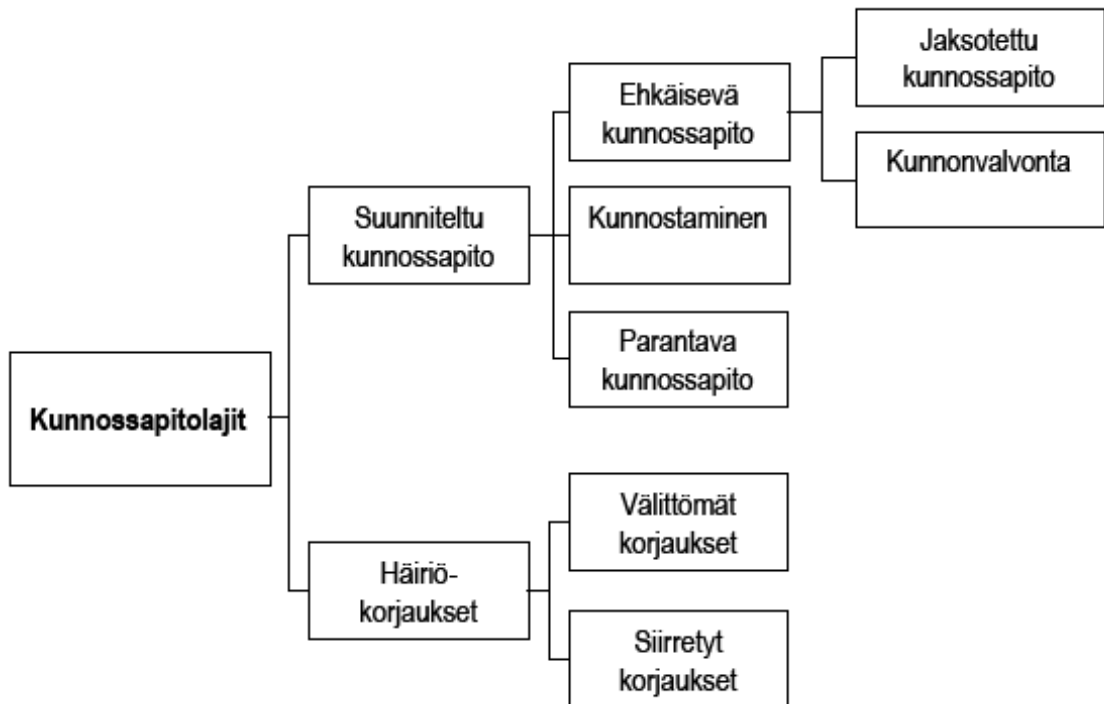 Jaksotettu
kunnossapito
Ehkäisevä
kunnossapito
Kunnonvalvonta
Suunniteltu
kunnossapito
Kunnostaminen
Parantava
kunnossapito
Kunnossapitolajit
Välittömät
korjaukset
Häiriö-
korjaukset
Siirretyt
korjaukset